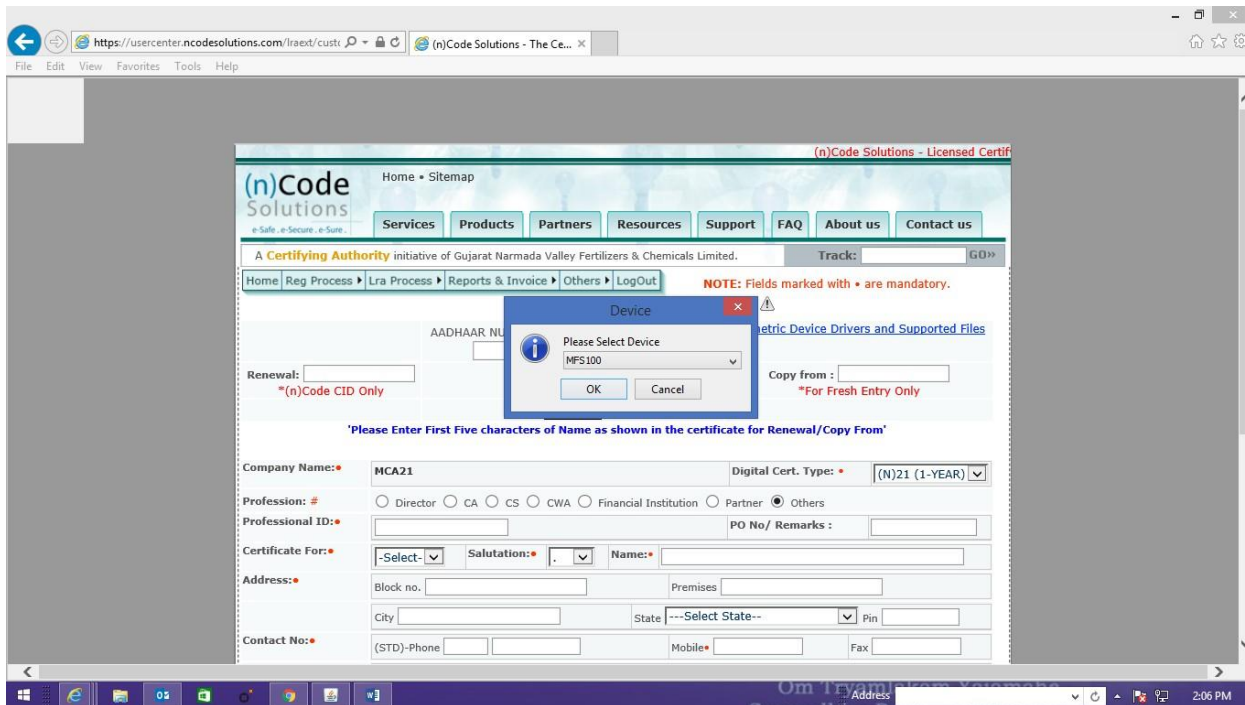 https://usercenter.ncodesolutions.com/lraext/custo
(n)Code Solutions - The Ce...
File Edit View Favorites Tools Help
(n)Code Solutions - Licensed Certif
(n)Code
Solutions
e-Safe . e-Secure . e-Sure .
Home • Sitemap
Services Products Partners Resources Support FAQ About us Contact us
A Certifying Authority initiative of Gujarat Narmada Valley Fertilizers & Chemicals Limited. Track: GO»
Home Reg Process Lra Process Reports & Invoice Others LogOut
NOTE: Fields marked with • are mandatory.
Device
AADHAAR NU
etric Device Drivers and Supported Files
Please Select Device
MFS100
OK Cancel
Renewal: Copy from :
*(n)Code CID Only *For Fresh Entry Only
'Please Enter First Five characters of Name as shown in the certificate for Renewal/Copy From'
Company Name:• MCA21 Digital Cert. Type: • (N)21 (1-YEAR)
Profession: # Director CA CS CWA Financial Institution Partner Others
Professional ID:• PO No/ Remarks :
Certificate For:• -Select- Salutation:• . Name:•
Address:• Block no. Premises
City State ---Select State-- Pin
Contact No:• (STD)-Phone Mobile• Fax
Address 2:06 PM